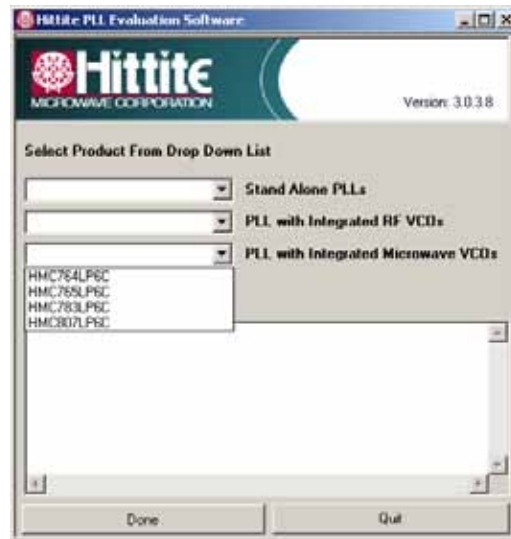 Hittite PLL Evaluation Software
Hittite
MICROWAVE CORPORATION
Version: 3.0.3.8
Select Product From Drop Down List
Stand Alone PLLs
PLL with Integrated RF VCOs
PLL with Integrated Microwave VCOs
HMC764LP6C
HMC765LP6C
HMC783LP6C
HMC807LP6C
Done
Quit